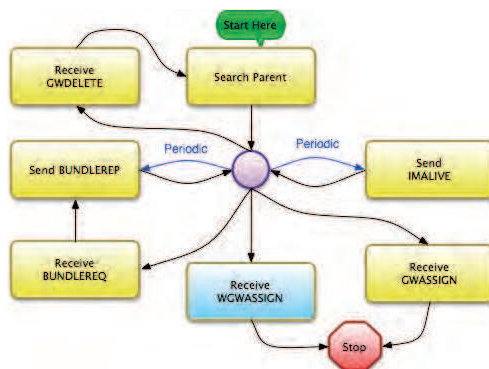 Start Here
Receive
GWDELETE
Search Parent
Periodic
Periodic
Send BUNDLEREP
Send
IMALIVE
Receive
BUNDLEREQ
Receive
WGWASSIGN
Receive
GWASSIGN
Stop